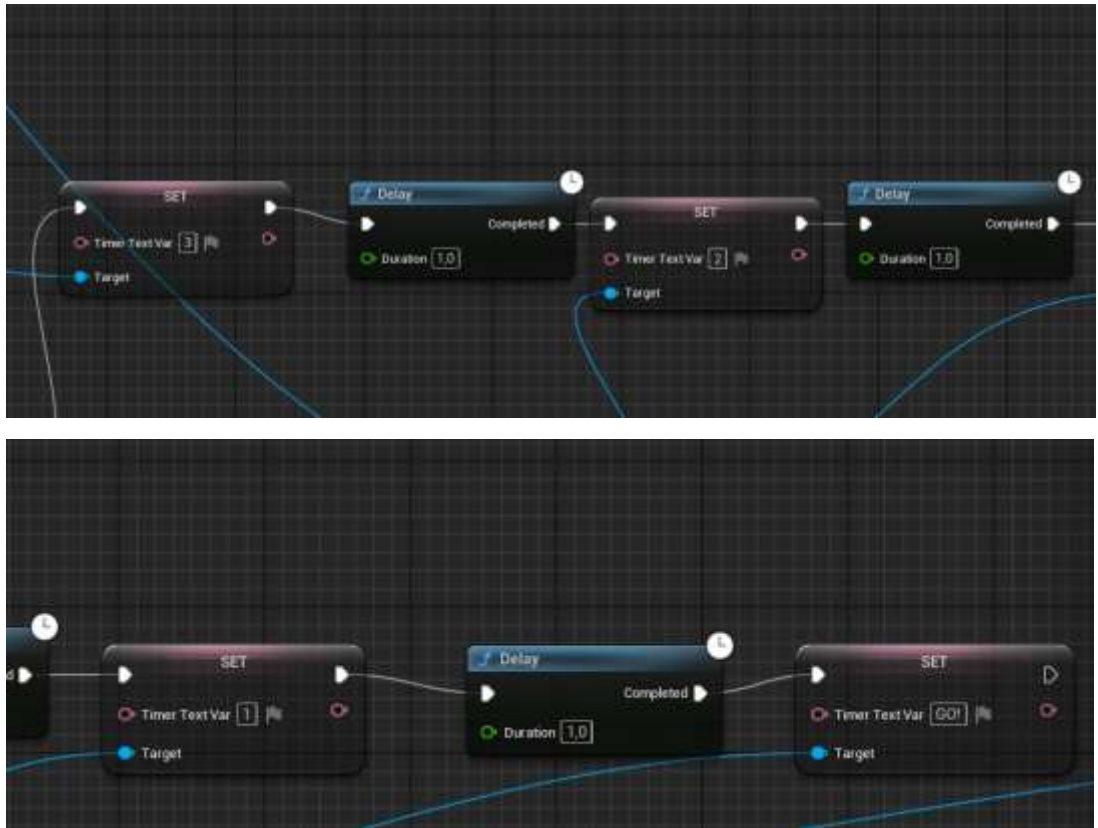 SET
Timer Text Var 3
Target
Delay
Completed
Duration 1,0
SET
Timer Text Var 2
Target
Delay
Completed
Duration 1,0
d
SET
Timer Text Var 1
Target
Delay
Completed
Duration 1,0
SET
Timer Text Var GO!
Target